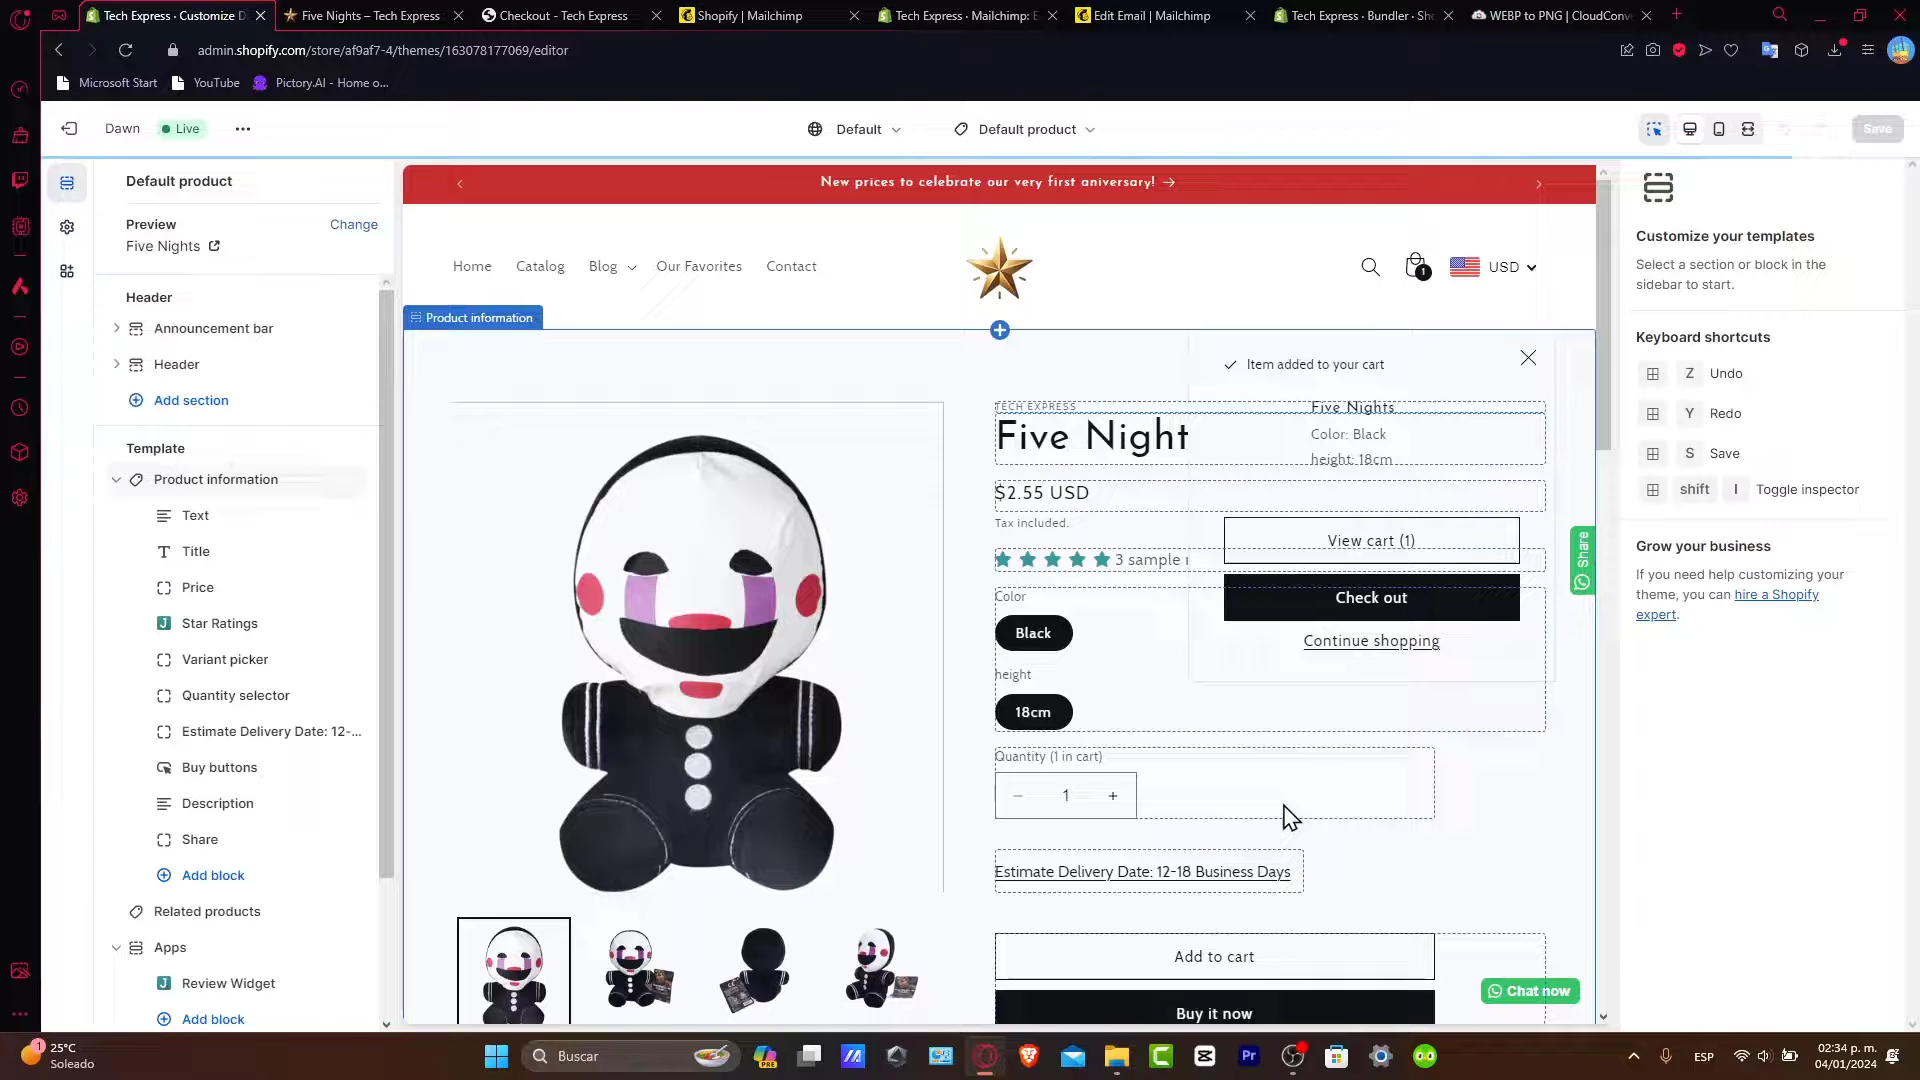 Tech Express · Customize D
Five Nights – Tech Express
Checkout - Tech Express
Shopify | Mailchimp
Tech Express · Mailchimp: E
Edit Email | Mailchimp
Tech Express · Bundler · Sh
WEBP to PNG | CloudConv
admin.shopify.com/store/af9af7-4/themes/163078177069/editor
Microsoft Start
YouTube
Pictory.AI - Home o...
Dawn
Live
Default
Default product
Save
Default product
Preview
Change
Five Nights
Header
Announcement bar
Header
Add section
Template
Product information
Text
Title
Price
Star Ratings
Variant picker
Quantity selector
Estimate Delivery Date: 12-...
Buy buttons
Description
Share
Add block
Related products
Apps
Review Widget
Add block
New prices to celebrate our very first aniversary!
Home
Catalog
Blog
Our Favorites
Contact
1
USD
Product information
Item added to your cart
TECH EXPRESS
Five Night
Five Nights
Color: Black
height: 18cm
$2.55 USD
Tax included.
3 sample r
View cart (1)
Check out
Continue shopping
Color
Black
height
18cm
Quantity (1 in cart)
1
Estimate Delivery Date: 12-18 Business Days
Add to cart
Buy it now
Share
Chat now
Customize your templates
Select a section or block in the
sidebar to start.
Keyboard shortcuts
Z Undo
Y Redo
S Save
shift I Toggle inspector
Grow your business
If you need help customizing your
theme, you can hire a Shopify
expert.
1
25°C
Soleado
Buscar
PRE
Pr
ESP
02:34 p. m.
04/01/2024